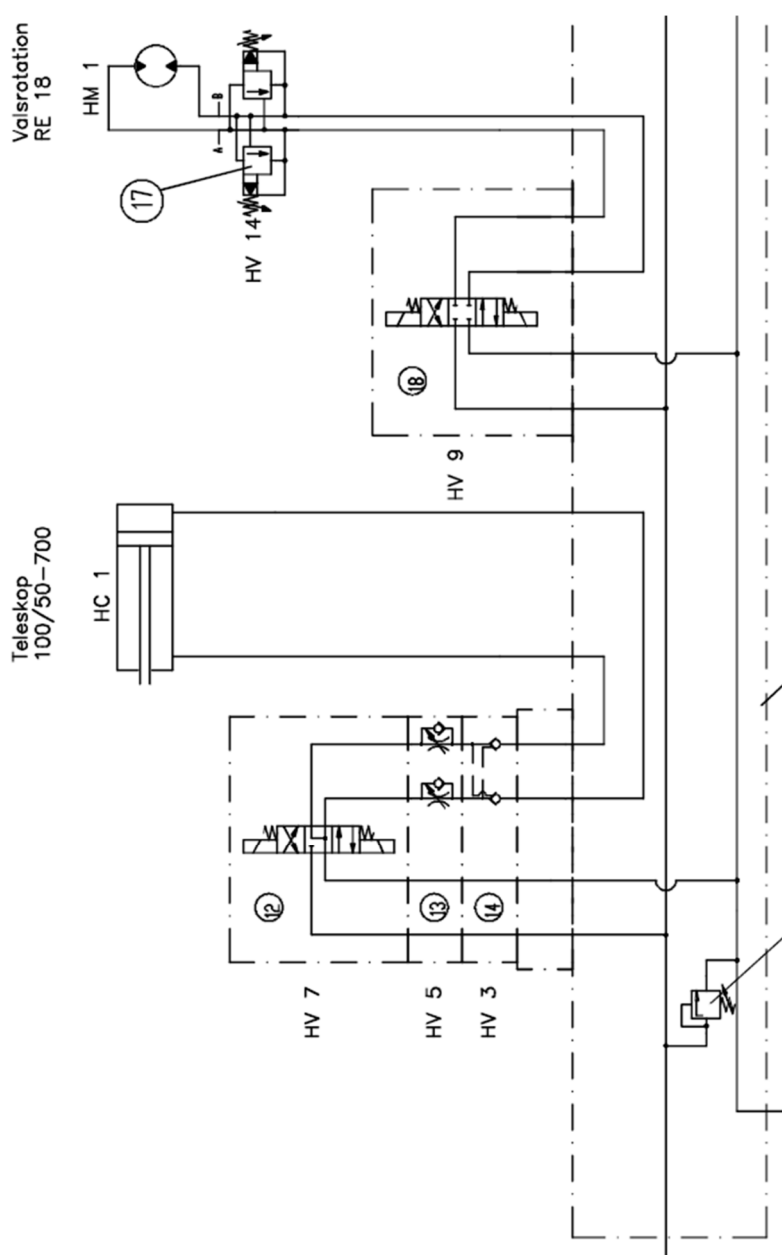 Valsrotation
RE 18
HM 1
A
B
17
HV 14
18
HV 9
Teleskop
100/50-700
HC 1
12
13
14
HV 7
HV 5
HV 3